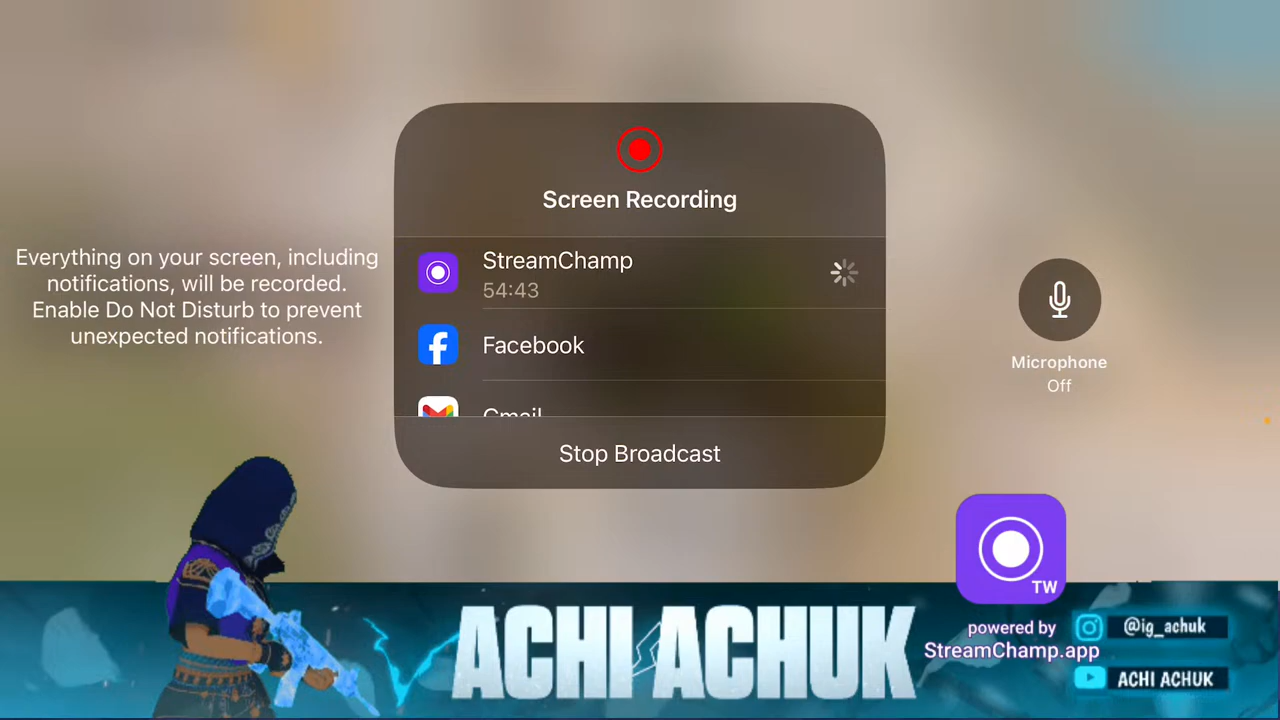 Screen Recording
Everything on your screen, including
notifications, will be recorded.
Enable Do Not Disturb to prevent
unexpected notifications.
StreamChamp
54:43
Facebook
Gmail
Stop Broadcast
Microphone
Off
TW
powered by
StreamChamp.app
ACHI ACHUK
@ig_achuk
ACHI ACHUK